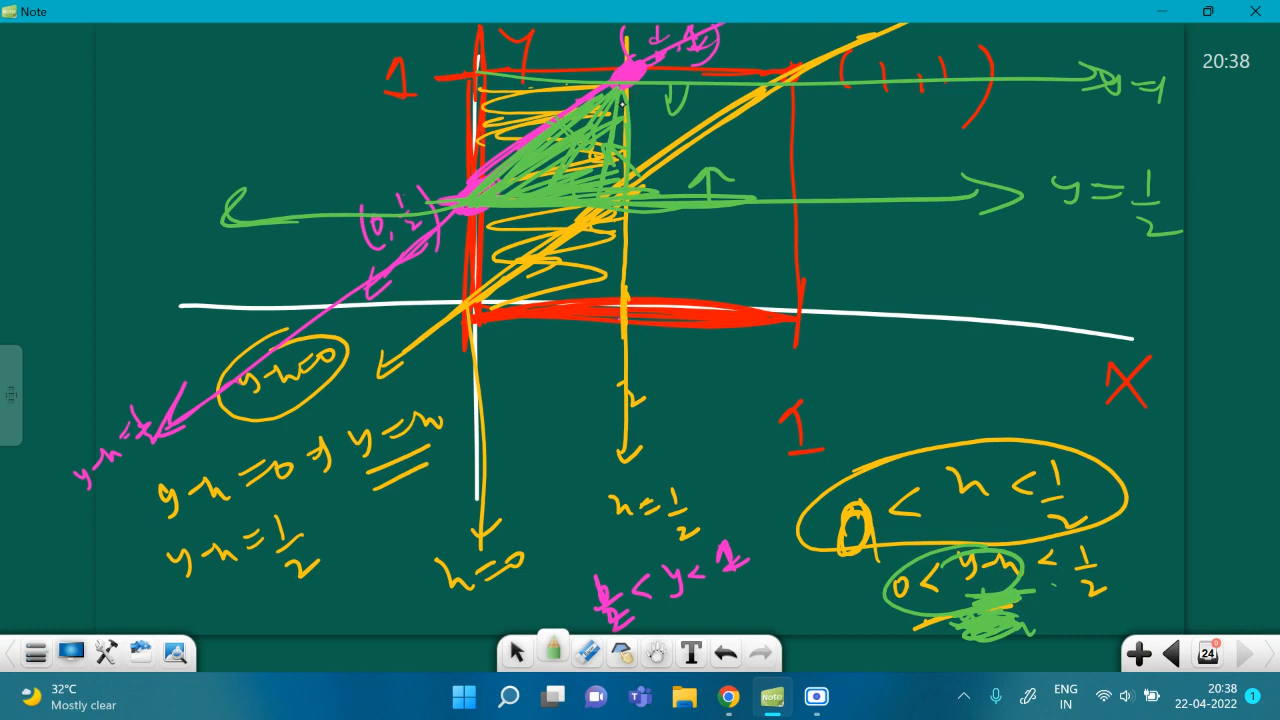 Note
20:38
Y
1
(1,1)
y=1
(0, 1/2)
y = 1/2
y-x=0
X
1
y-x=0 → y=x
y-x=1/2
x=0
x=1/2
0 < x < 1/2
1/2 < y < 1
0 < y-x < 1/2
T
24
32°C
Mostly clear
ENG
IN
20:38
22-04-2022
1